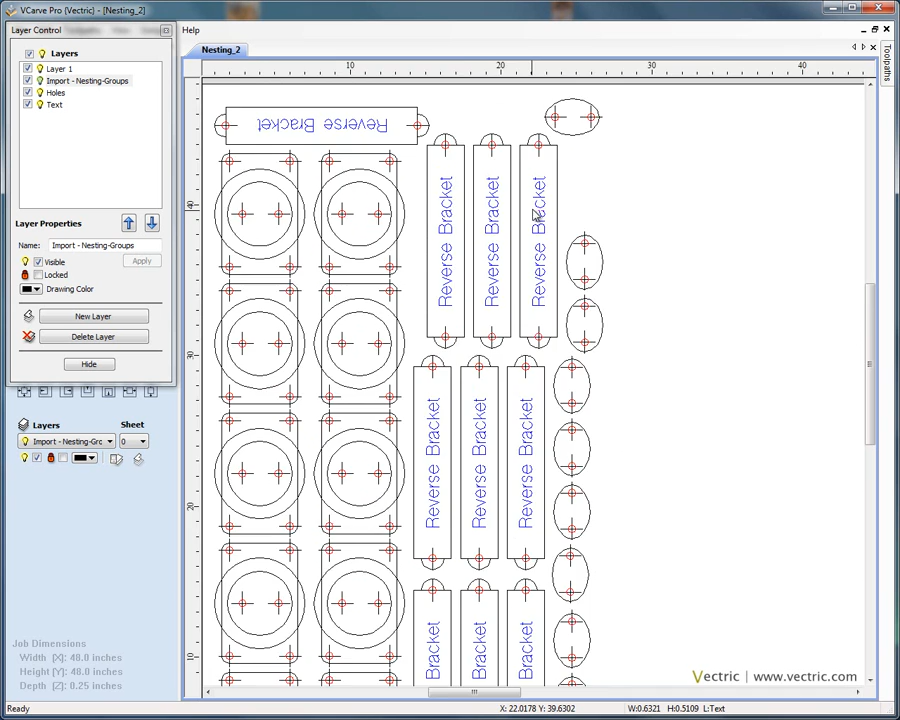 VCarve Pro (Vectric) - [Nesting_2]
Layer Control
Help
Nesting_2
Toolpaths
Layers
Layer 1
Import - Nesting-Groups
Holes
Text
Layer Properties
Name: Import - Nesting-Groups
Visible
Apply
Locked
Drawing Color
New Layer
Delete Layer
Hide
Layers
Sheet
Import - Nesting-Grc
0
10
20
30
40
40
30
20
10
Reverse Bracket
Reverse Bracket
Reverse Bracket
Reverse Bracket
Reverse Bracket
Reverse Bracket
Reverse Bracket
Bracket
Bracket
Bracket
Job Dimensions
Width [X]: 48.0 inches
Height [Y]: 48.0 inches
Depth [Z]: 0.25 inches
Vectric | www.vectric.com
Ready
X: 22.0178 Y: 39.6302
W:0.6321 H:0.5109 L:Text